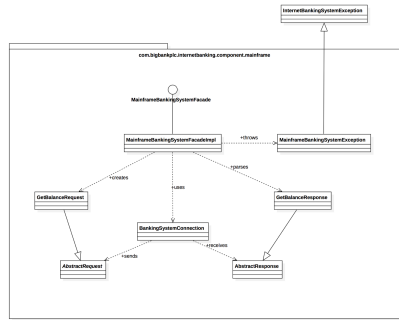 InternetBankingSystemException
com.bigbankplc.internetbanking.component.mainframe
MainframeBankingSystemFacade
MainframeBankingSystemFacadeImpl
+throws
MainframeBankingSystemException
+creates
+uses
+parses
GetBalanceRequest
GetBalanceResponse
BankingSystemConnection
+sends
+receives
AbstractRequest
AbstractResponse